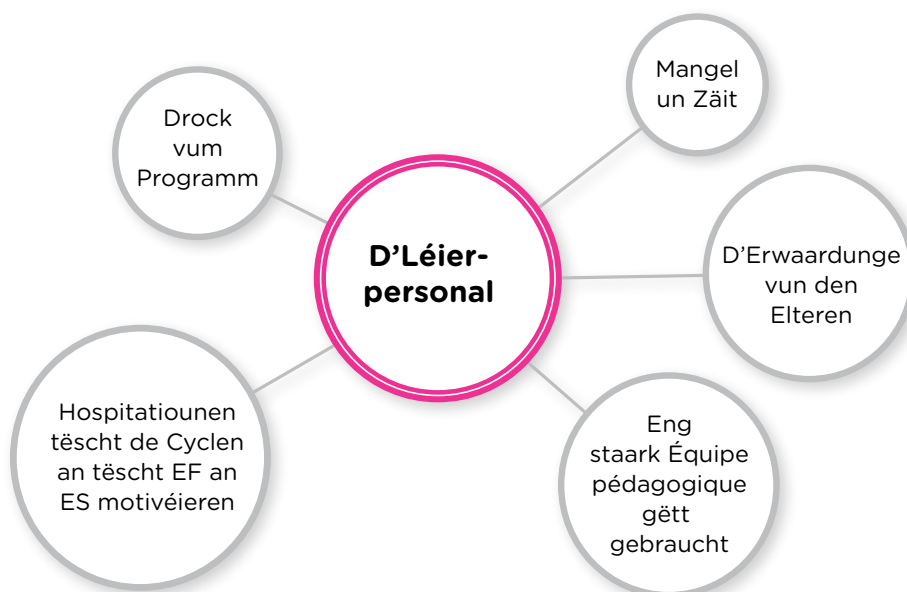 Mangel
un Zäit
Drock
vum
Programm
D'Léier-
personal
D'Erwaardunge
vun den
Elteren
Hospitatiounen
tëscht de Cyclen
an tëscht EF an
ES motivéieren
Eng
staark Équipe
pédagogique
gëtt
gebraucht